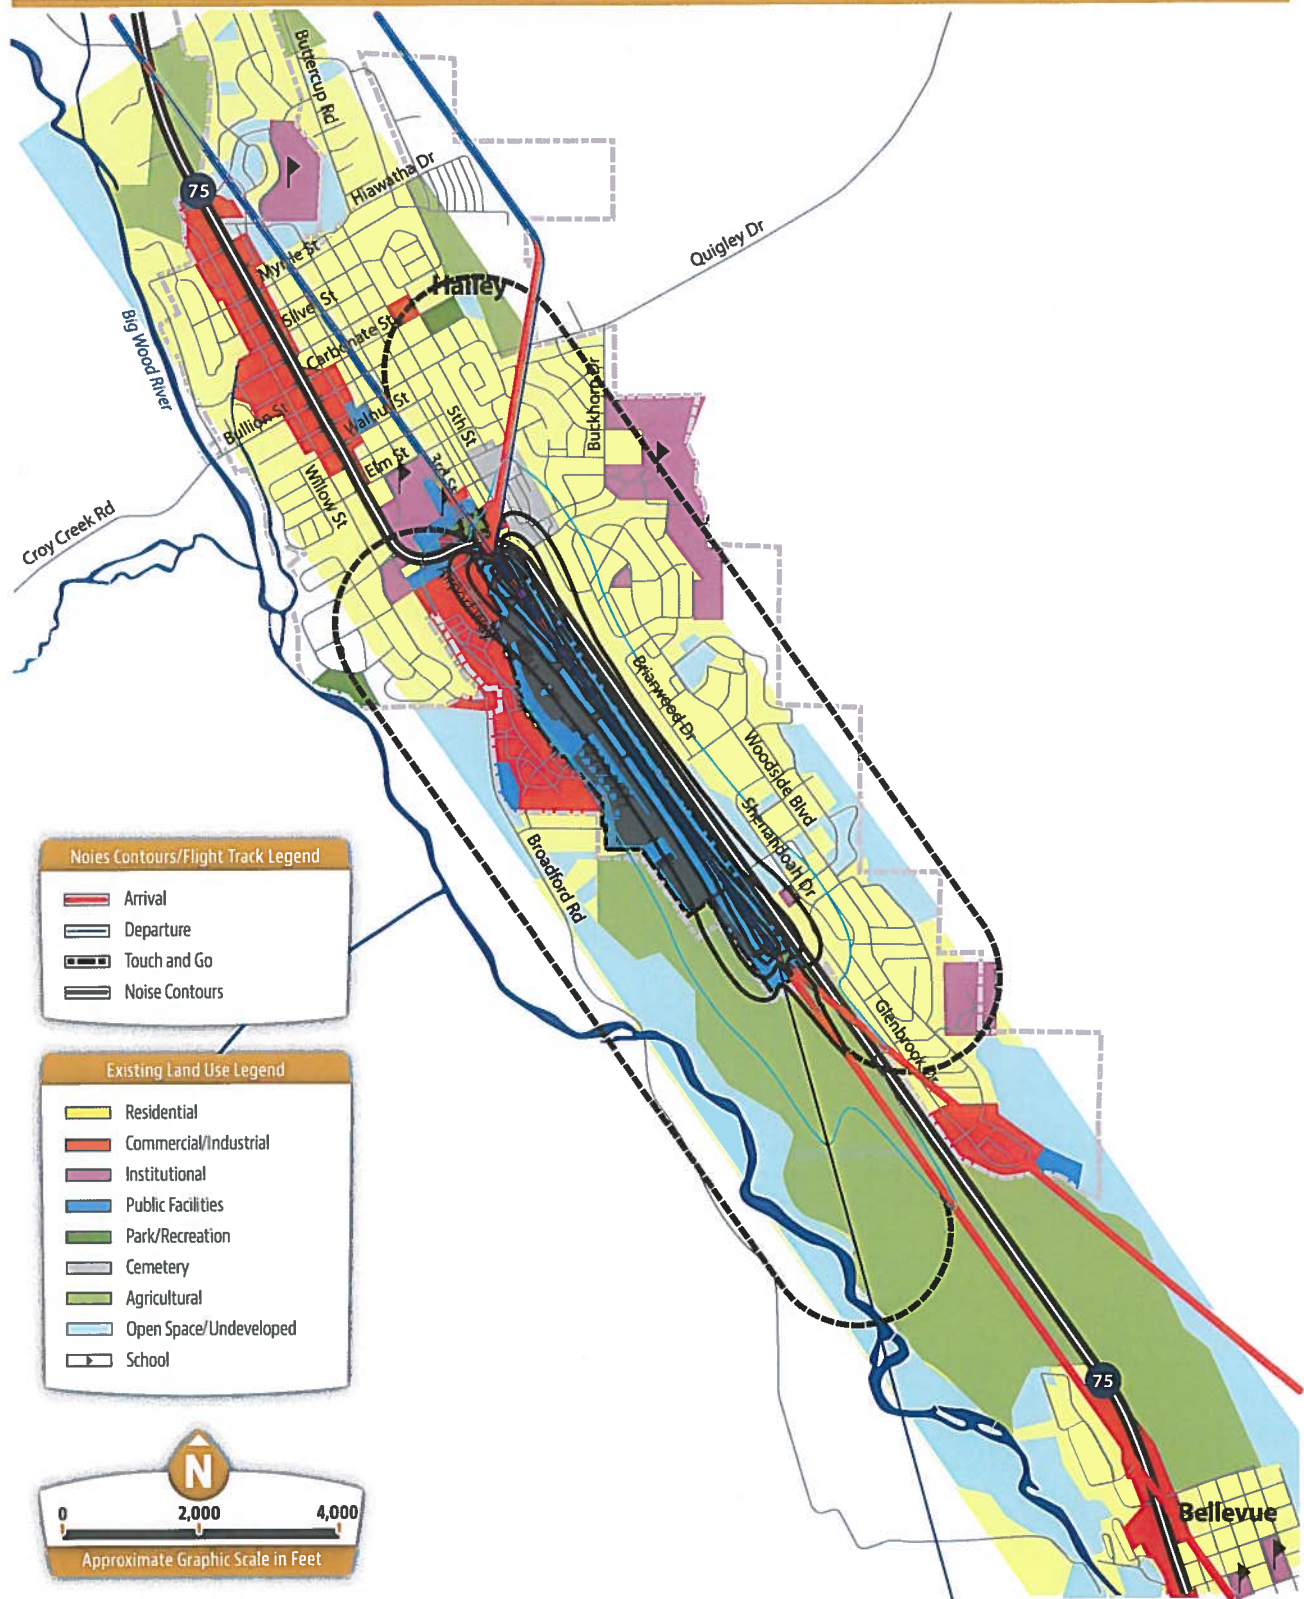 Buttercup Rd
Hiawatha Dr
75
Quigley Dr
Myrtle St
Hailey
Silver St
Carbonate St
Big Wood River
Buckhorn Dr
Walnut St
Bullion St
5th St
Elm St
3rd St
Willow St
Croy Creek Rd
Airport Way
Briarwood Dr
Woodside Blvd
Shenandoah Dr
Broadford Rd
Glenbrook Dr
Noies Contours/Flight Track Legend
Arrival
Departure
Touch and Go
Noise Contours
Existing Land Use Legend
Residential
Commercial/Industrial
Institutional
Public Facilities
Park/Recreation
Cemetery
Agricultural
Open Space/Undeveloped
School
75
Bellevue
N
0 2,000 4,000
Approximate Graphic Scale in Feet